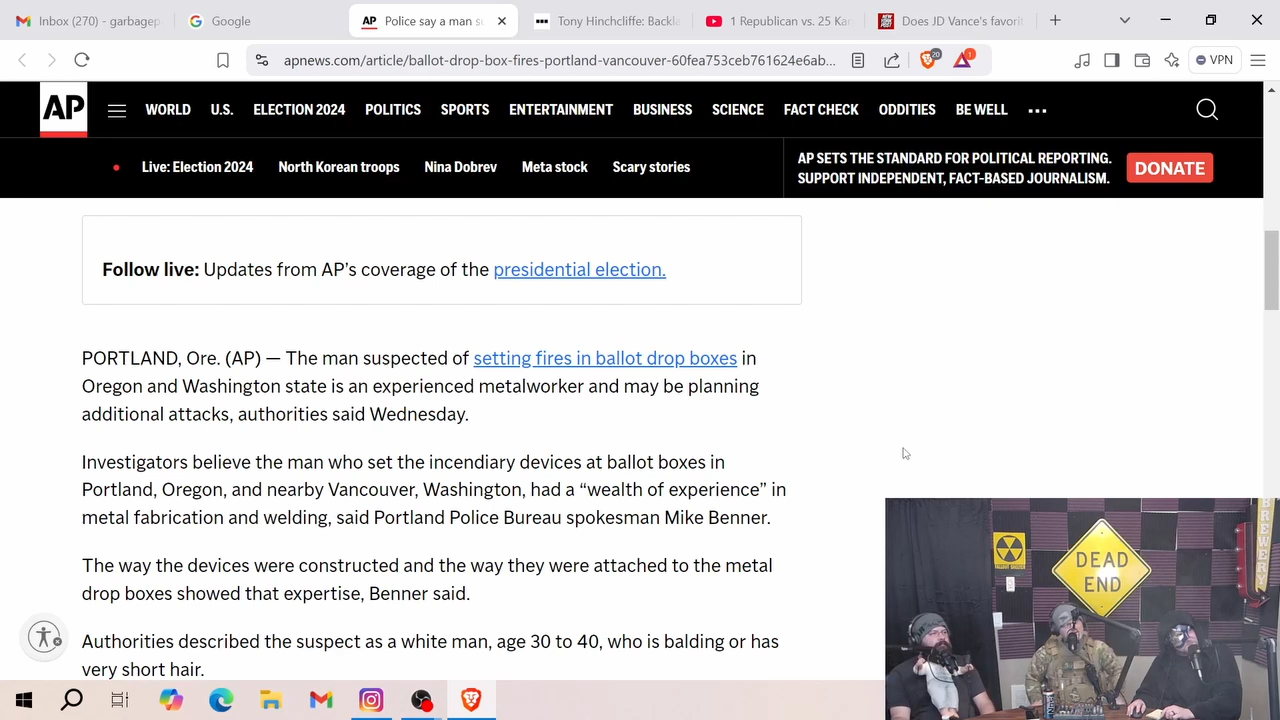 Inbox (270) - garbagep
Google
AP
Police say a man s
Tony Hinchcliffe: Backla
1 Republican vs. 25 Ka
Does JD Vance's favorit
apnews.com/article/ballot-drop-box-fires-portland-vancouver-60fea753ceb761624e6ab...
20
1
VPN
AP
WORLD
U.S.
ELECTION 2024
POLITICS
SPORTS
ENTERTAINMENT
BUSINESS
SCIENCE
FACT CHECK
ODDITIES
BE WELL
Live: Election 2024
North Korean troops
Nina Dobrev
Meta stock
Scary stories
AP SETS THE STANDARD FOR POLITICAL REPORTING.
SUPPORT INDEPENDENT, FACT-BASED JOURNALISM.
DONATE
Follow live: Updates from AP's coverage of the presidential election.
PORTLAND, Ore. (AP) — The man suspected of setting fires in ballot drop boxes in
Oregon and Washington state is an experienced metalworker and may be planning
additional attacks, authorities said Wednesday.
Investigators believe the man who set the incendiary devices at ballot boxes in
Portland, Oregon, and nearby Vancouver, Washington, had a “wealth of experience” in
metal fabrication and welding, said Portland Police Bureau spokesman Mike Benner.
The way the devices were constructed and the way they were attached to the metal
drop boxes showed that expertise, Benner said.
Authorities described the suspect as a white man, age 30 to 40, who is balding or has
very short hair.
DEAD
END
BREWERY